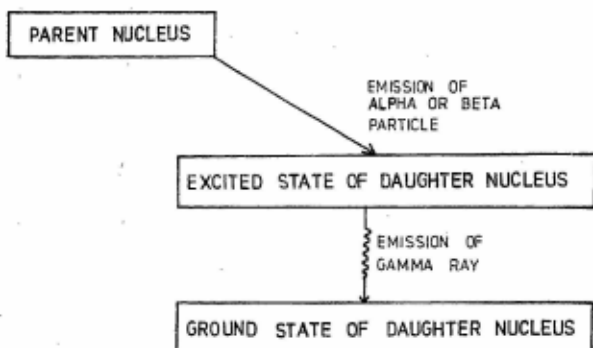 PARENT NUCLEUS
EMISSION OF
ALPHA OR BETA
PARTICLE
EXCITED STATE OF DAUGHTER NUCLEUS
EMISSION OF
GAMMA RAY
GROUND STATE OF DAUGHTER NUCLEUS